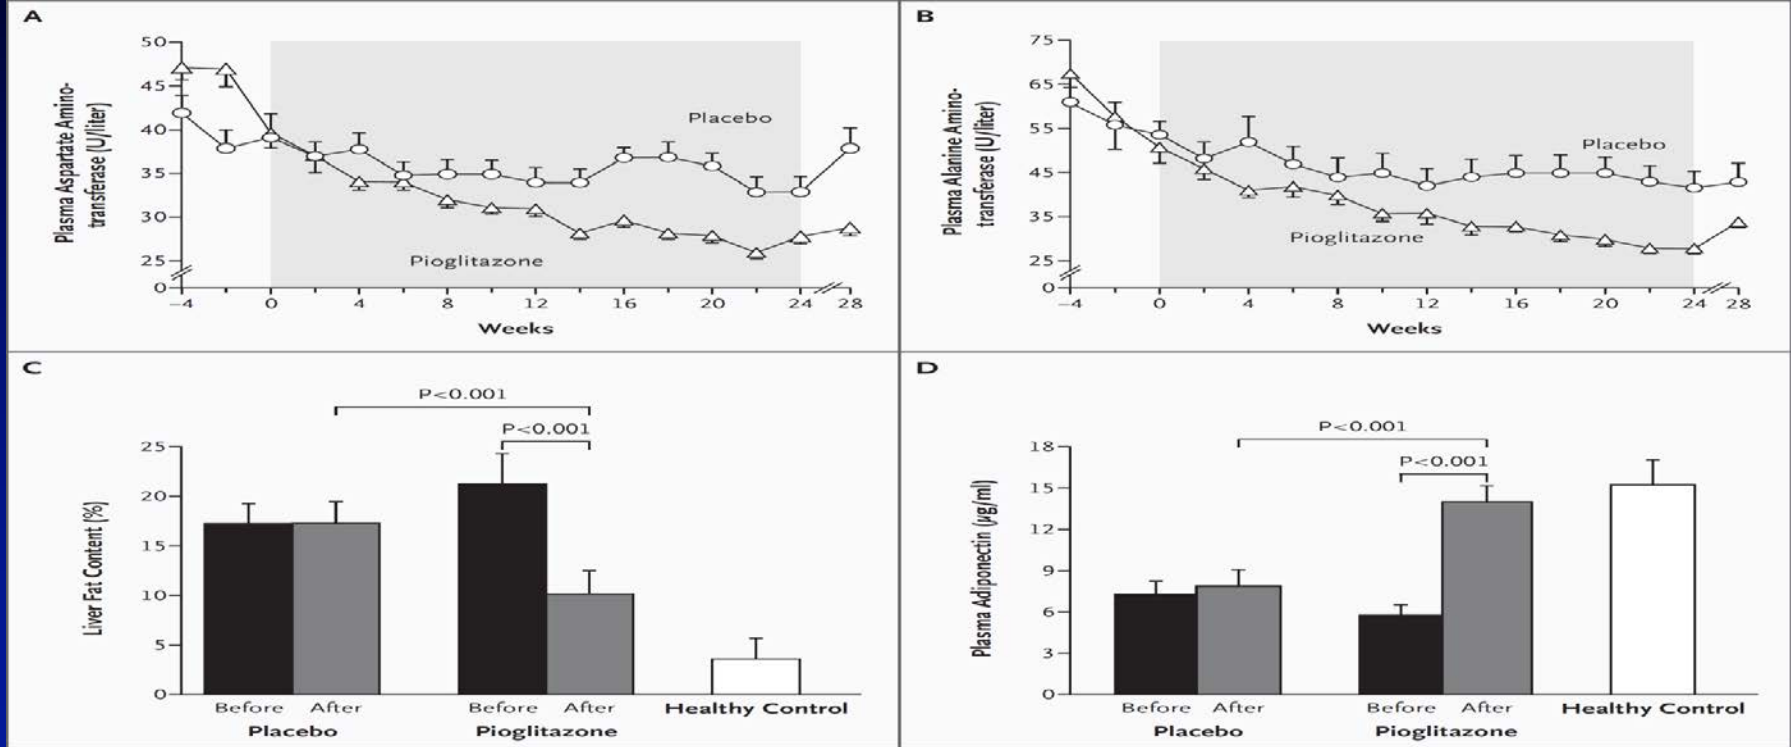 A
Plasma Aspartate Amino-
transferase (U/liter)
50
45
40
35
30
25
0
Placebo
Pioglitazone
−4 0 4 8 12 16 20 24 28
Weeks
B
Plasma Alanine Amino-
transferase (U/liter)
75
65
55
45
35
25
0
Placebo
Pioglitazone
−4 0 4 8 12 16 20 24 28
Weeks
C
P<0.001
P<0.001
Liver Fat Content (%)
25
20
15
10
5
0
Before After Before After Healthy Control
Placebo Pioglitazone
D
P<0.001
P<0.001
Plasma Adiponectin (µg/ml)
18
15
12
9
6
3
0
Before After Before After Healthy Control
Placebo Pioglitazone